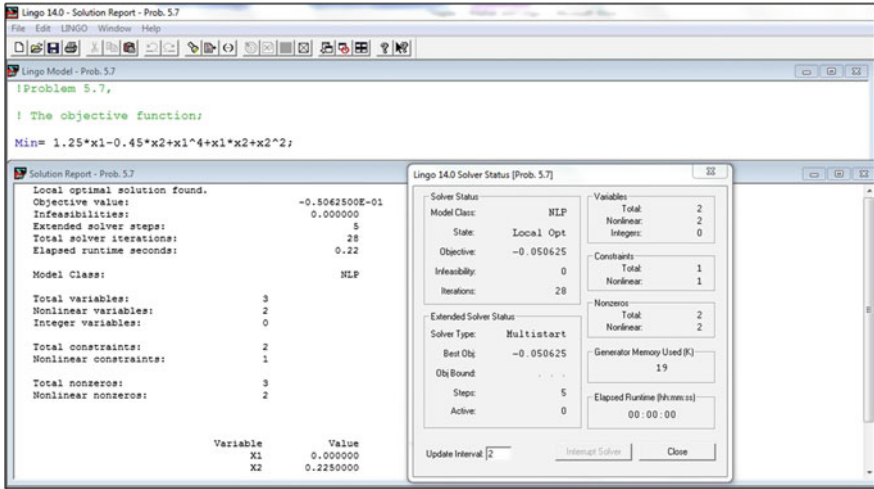 Lingo 14.0 - Solution Report - Prob. 5.7
File Edit LINGO Window Help
Lingo Model - Prob. 5.7
!Problem 5.7,
! The objective function;
Min= 1.25*x1-0.45*x2+x1^4+x1*x2+x2^2;
Solution Report - Prob. 5.7
Local optimal solution found.
Objective value: -0.5062500E-01
Infeasibilities: 0.000000
Extended solver steps: 5
Total solver iterations: 28
Elapsed runtime seconds: 0.22
Model Class: NLP
Total variables: 3
Nonlinear variables: 2
Integer variables: 0
Total constraints: 2
Nonlinear constraints: 1
Total nonzeros: 3
Nonlinear nonzeros: 2
Variable Value
X1 0.000000
X2 0.2250000
Lingo 14.0 Solver Status [Prob. 5.7]
Solver Status
Model Class: NLP
State: Local Opt
Objective: -0.050625
Infeasibility: 0
Iterations: 28
Extended Solver Status
Solver Type: Multistart
Best Obj: -0.050625
Obj Bound: . . .
Steps: 5
Active: 0
Variables
Total: 2
Nonlinear: 2
Integers: 0
Constraints
Total: 1
Nonlinear: 1
Nonzeros
Total: 2
Nonlinear: 2
Generator Memory Used (K)
19
Elapsed Runtime (hh:mm:ss)
00:00:00
Update Interval: 2
Interrupt Solver
Close